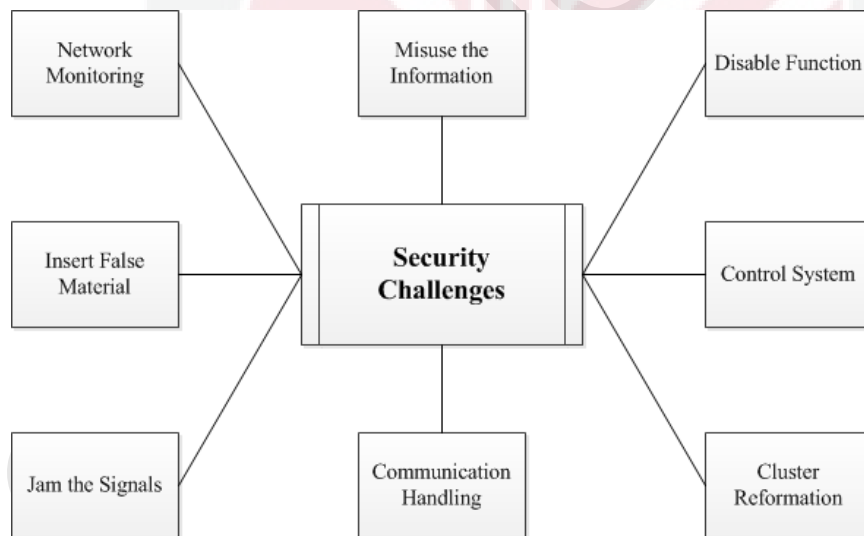 Network
Monitoring
Misuse the
Information
Disable Function
Insert False
Material
Security
Challenges
Control System
Jam the Signals
Communication
Handling
Cluster
Reformation